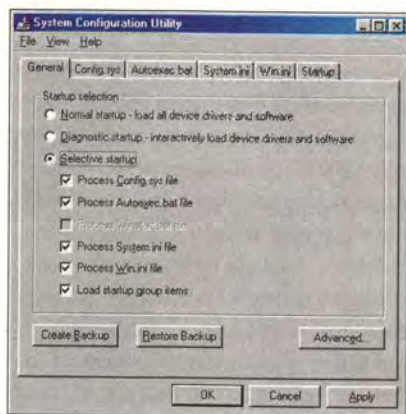 System Configuration Utility
File View Help
General Config.sys Autoexec.bat System.ini Win.ini Startup
Startup selection
Normal startup - load all device drivers and software
Diagnostic startup - interactively load device drivers and software
Selective startup
Process Config.sys file
Process Autoexec.bat file
Process
Process System.ini file
Process Win.ini file
Load startup group items
Create Backup Restore Backup Advanced...
OK Cancel Apply